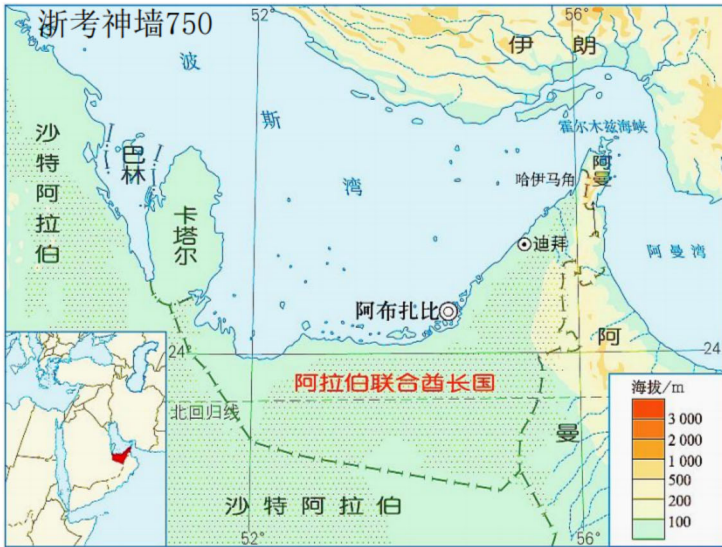 浙考神墙750
52°
56°
伊朗
波斯湾
霍尔木兹海峡
沙特阿拉伯
巴林
阿曼
哈伊马角
卡塔尔
迪拜
阿曼湾
阿布扎比
阿曼
24
24
阿拉伯联合酋长国
北回归线
海拔/m
3 000
2 000
1 000
500
200
100
沙特阿拉伯
52°
56°